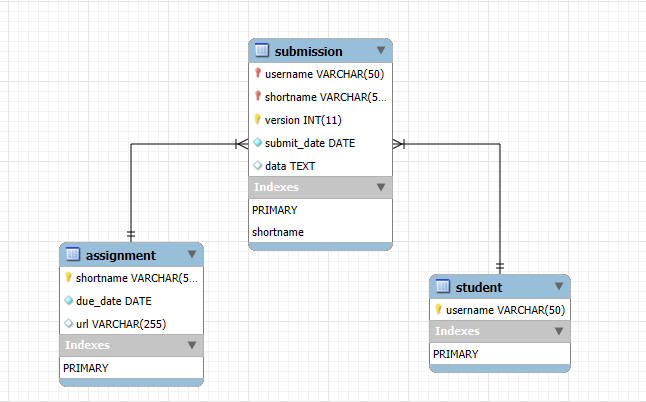 submission
username VARCHAR(50)
shortname VARCHAR(5...
version INT(11)
submit_date DATE
data TEXT
Indexes
PRIMARY
shortname
assignment
shortname VARCHAR(5...
due_date DATE
url VARCHAR(255)
Indexes
PRIMARY
student
username VARCHAR(50)
Indexes
PRIMARY